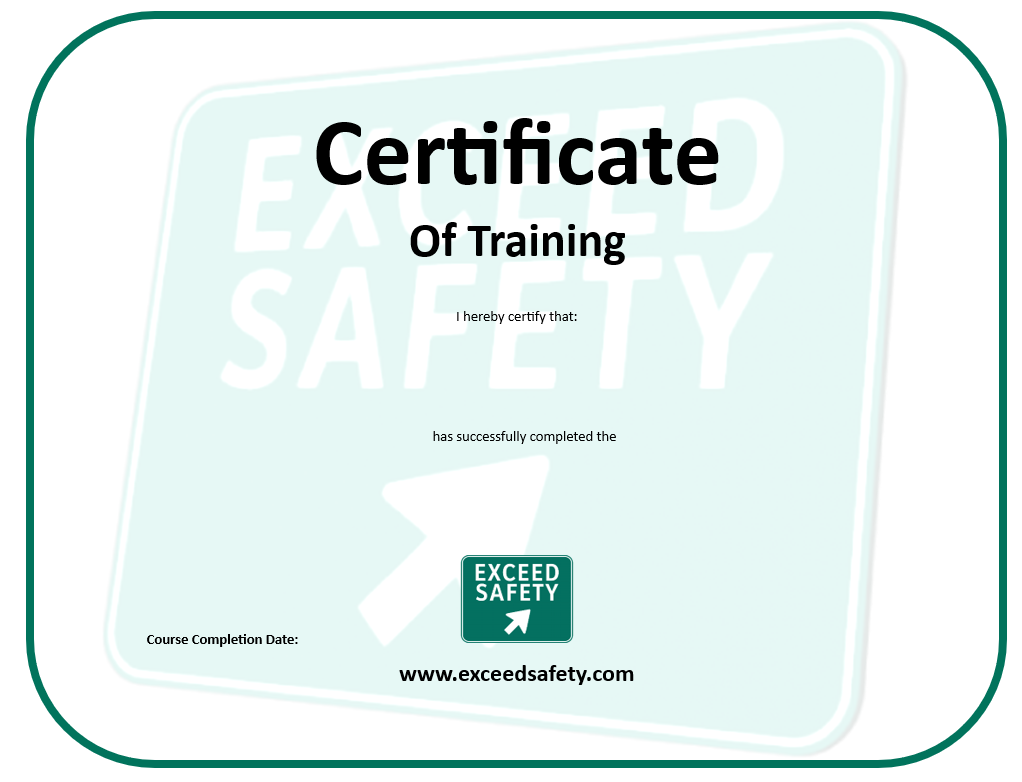 EXCEED
SAFETY
Certificate
Of Training
I hereby certify that:
has successfully completed the
EXCEED
SAFETY
Course Completion Date:
www.exceedsafety.com